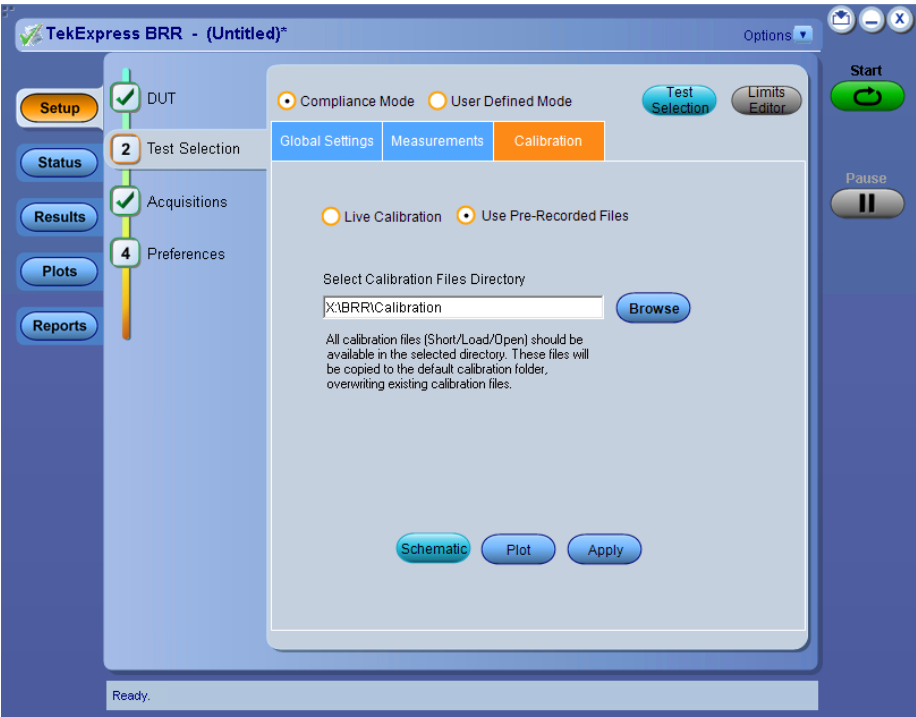 TekExpress BRR - (Untitled)*
Options
Start
Pause
Setup
Status
Results
Plots
Reports
DUT
2 Test Selection
Acquisitions
4 Preferences
Compliance Mode User Defined Mode
Test
Selection
Limits
Editor
Global Settings Measurements Calibration
Live Calibration Use Pre-Recorded Files
Select Calibration Files Directory
X:\BRR\Calibration
Browse
All calibration files (Short/Load/Open) should be
available in the selected directory. These files will
be copied to the default calibration folder,
overwriting existing calibration files.
Schematic Plot Apply
Ready.